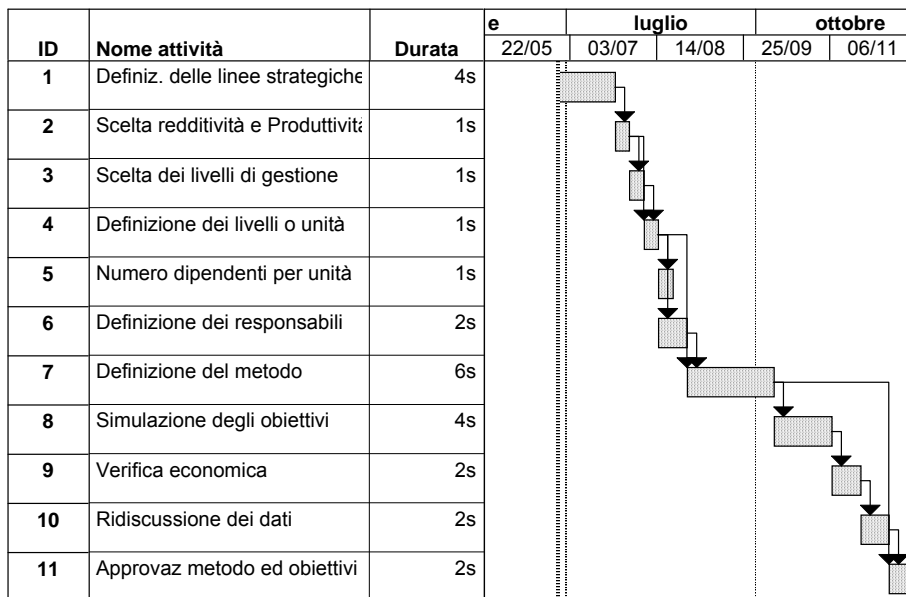 e luglio ottobre
ID Nome attività Durata 22/05 03/07 14/08 25/09 06/11
1 Definiz. delle linee strategiche 4s
2 Scelta redditività e Produttività 1s
3 Scelta dei livelli di gestione 1s
4 Definizione dei livelli o unità 1s
5 Numero dipendenti per unità 1s
6 Definizione dei responsabili 2s
7 Definizione del metodo 6s
8 Simulazione degli obiettivi 4s
9 Verifica economica 2s
10 Ridiscussione dei dati 2s
11 Approvaz metodo ed obiettivi 2s